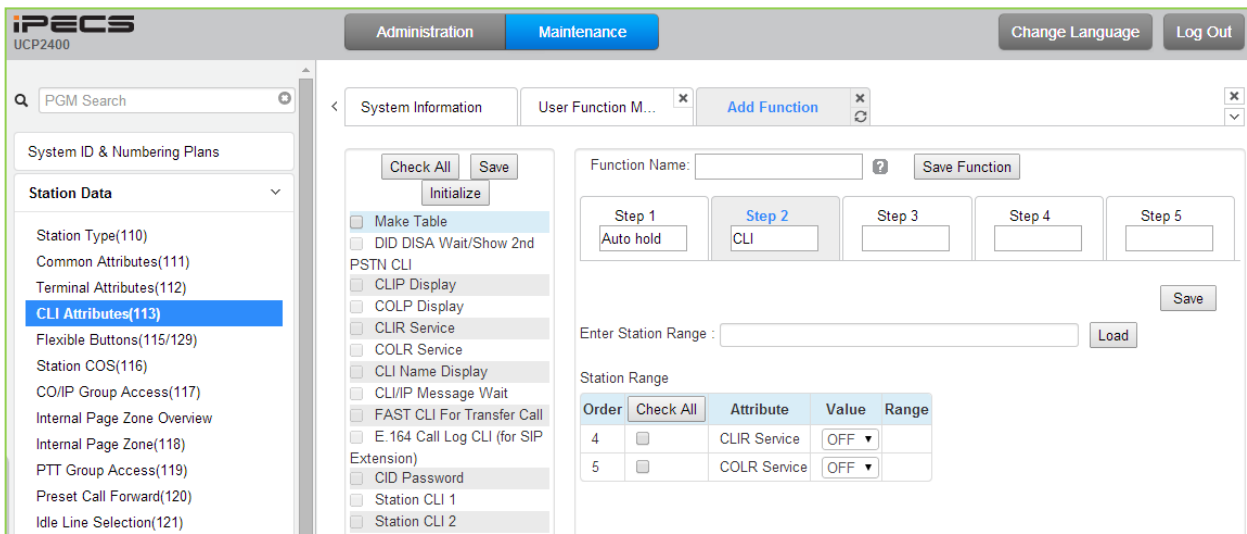 iPECS
UCP2400
Administration
Maintenance
Change Language
Log Out
PGM Search
System ID & Numbering Plans
Station Data
Station Type(110)
Common Attributes(111)
Terminal Attributes(112)
CLI Attributes(113)
Flexible Buttons(115/129)
Station COS(116)
CO/IP Group Access(117)
Internal Page Zone Overview
Internal Page Zone(118)
PTT Group Access(119)
Preset Call Forward(120)
Idle Line Selection(121)
System Information
User Function M...
Add Function
Check All Save
Initialize
Make Table
DID DISA Wait/Show 2nd
PSTN CLI
CLIP Display
COLP Display
CLIR Service
COLR Service
CLI Name Display
CLI/IP Message Wait
FAST CLI For Transfer Call
E.164 Call Log CLI (for SIP
Extension)
CID Password
Station CLI 1
Station CLI 2
Function Name: ? Save Function
Step 1 Step 2 Step 3 Step 4 Step 5
Auto hold CLI
Save
Enter Station Range : Load
Station Range
Order Check All Attribute Value Range
4 CLIR Service OFF
5 COLR Service OFF